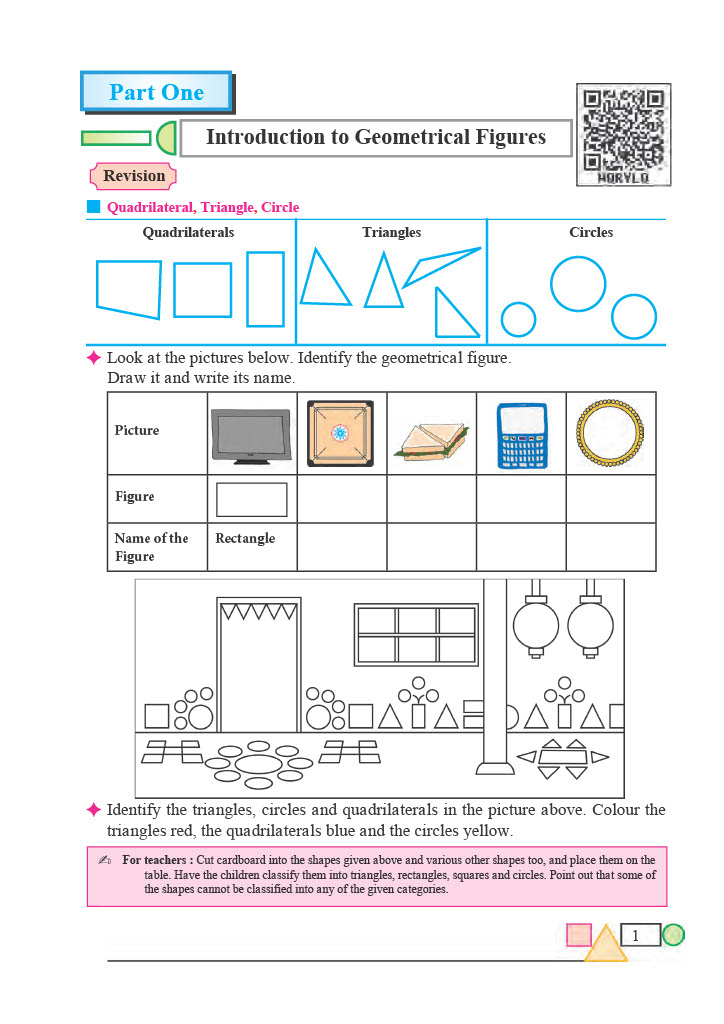 Part One
Introduction to Geometrical Figures
HQRYLQ
Revision
Quadrilateral, Triangle, Circle
Quadrilaterals Triangles Circles
Look at the pictures below. Identify the geometrical figure.
Draw it and write its name.
Picture
Figure
Name of the Figure Rectangle
Identify the triangles, circles and quadrilaterals in the picture above. Colour the
triangles red, the quadrilaterals blue and the circles yellow.
For teachers : Cut cardboard into the shapes given above and various other shapes too, and place them on the
table. Have the children classify them into triangles, rectangles, squares and circles. Point out that some of
the shapes cannot be classified into any of the given categories.
1